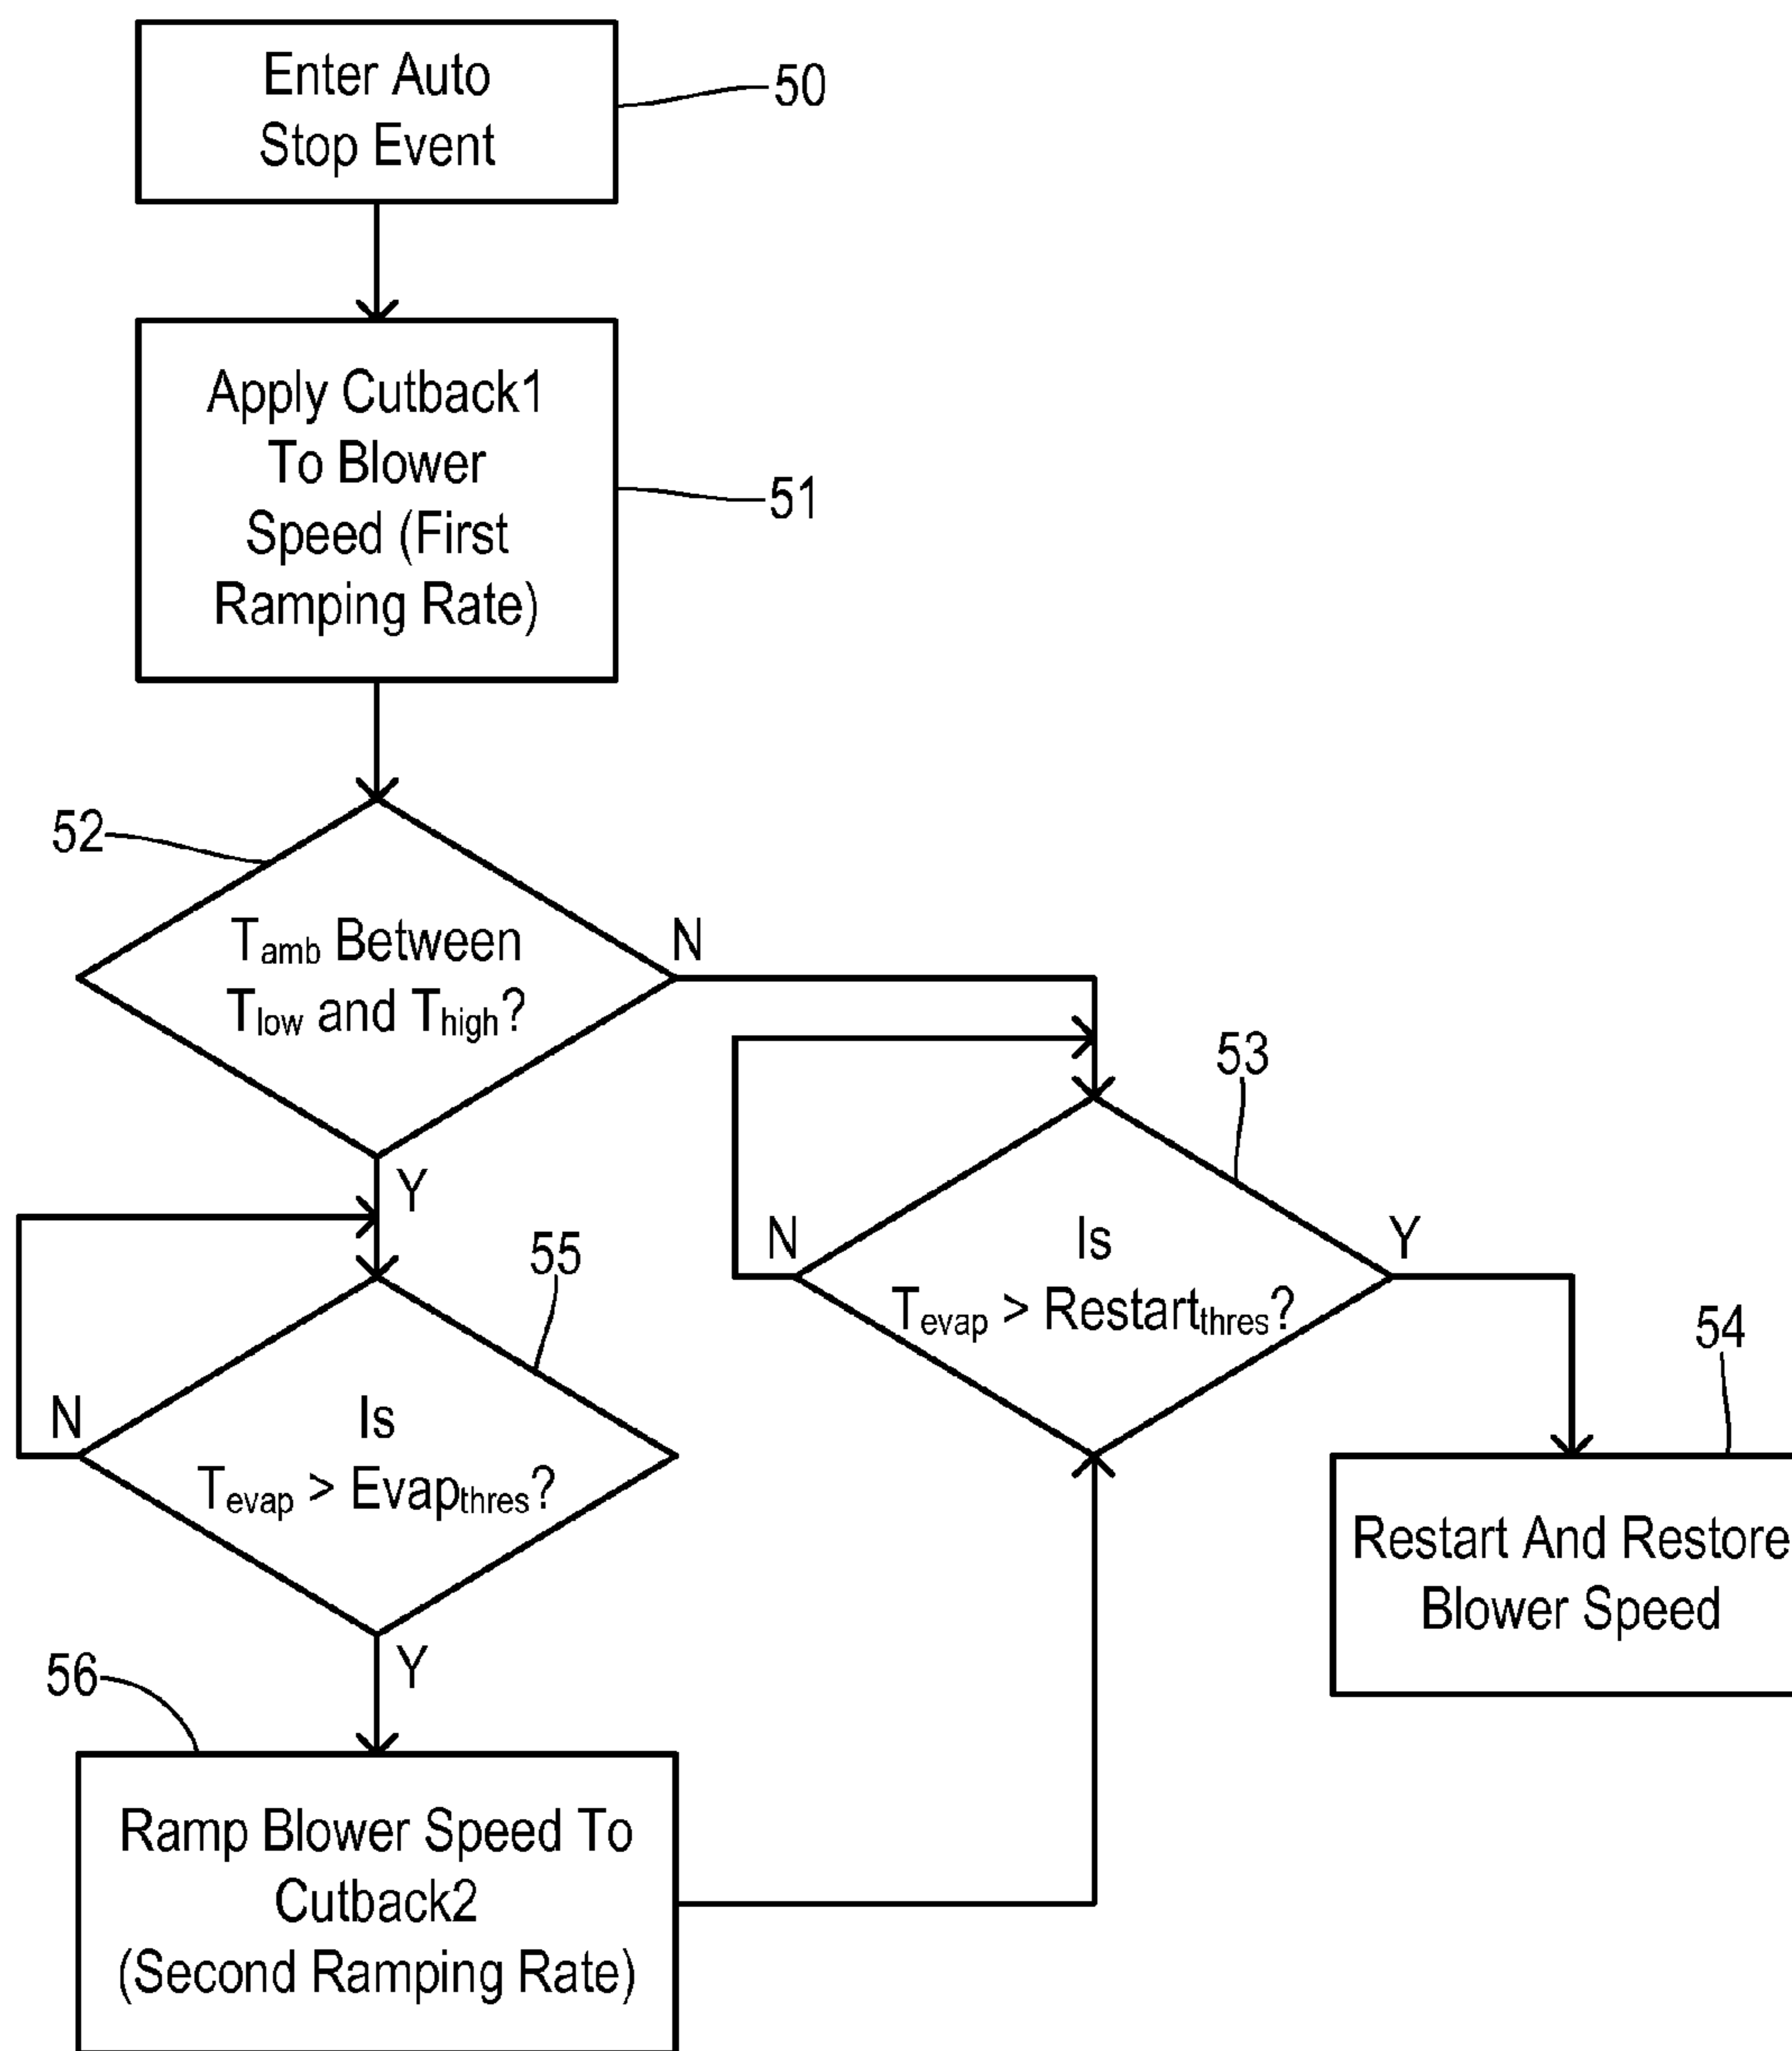 Enter Auto
Stop Event
50
Apply Cutback1
To Blower
Speed (First
Ramping Rate)
51
52
Tamb Between
Tlow and Thigh?
N
Y
53
Is
Tevap > Restartthres?
N
Y
54
Restart And Restore
Blower Speed
55
Is
Tevap > Evapthres?
N
Y
56
Ramp Blower Speed To
Cutback2
(Second Ramping Rate)